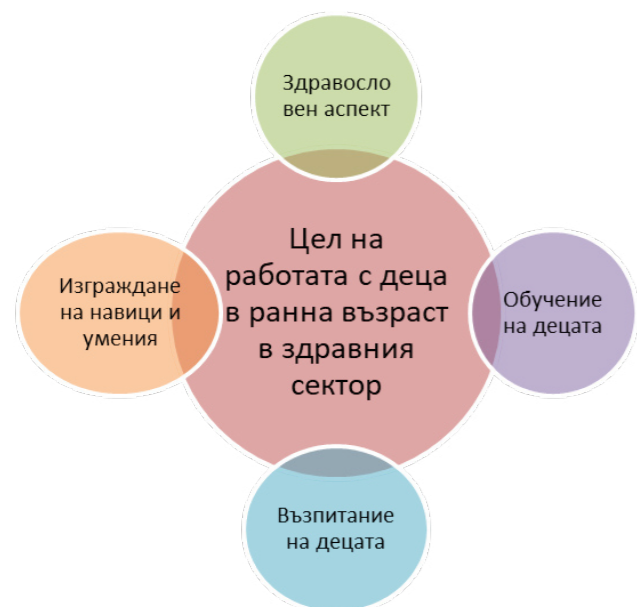 Здравосло
вен аспект
Цел на
работата с деца
в ранна възраст
в здравния
сектор
Изграждане
на навици и
умения
Обучение
на децата
Възпитание
на децата